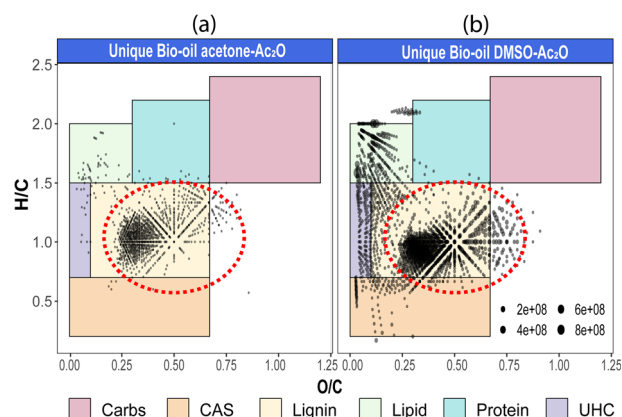 (a) (b)
Unique Bio-oil acetone-Ac₂O Unique Bio-oil DMSO-Ac₂O
2.5
2.0
1.5
1.0
0.5
H/C
2e+08 6e+08
4e+08 8e+08
0.00 0.25 0.50 0.75 1.00 1.25 0.00 0.25 0.50 0.75 1.00 1.25
O/C
Carbs CAS Lignin Lipid Protein UHC